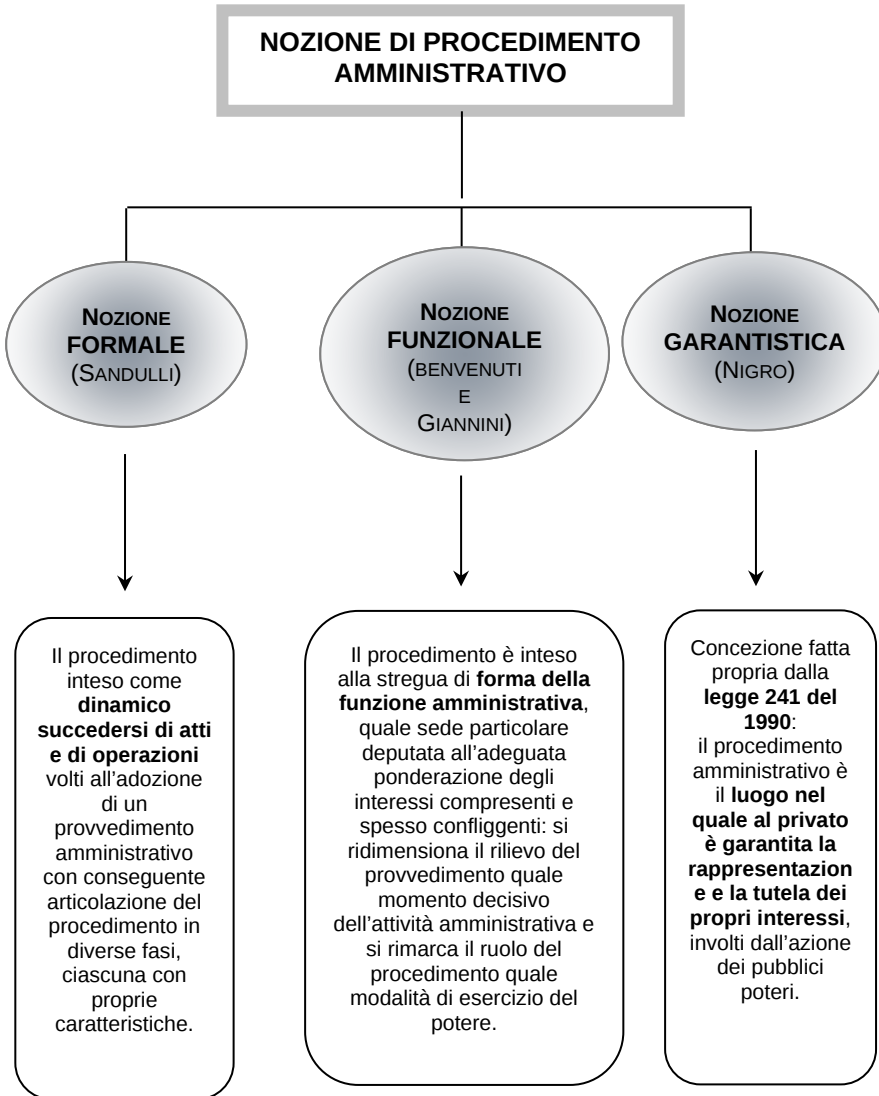 NOZIONE DI PROCEDIMENTO
AMMINISTRATIVO
NOZIONE
FORMALE
(SANDULLI)
NOZIONE
FUNZIONALE
(BENVENUTI
E
GIANNINI)
NOZIONE
GARANTISTICA
(NIGRO)
Il procedimento
inteso come
dinamico
succedersi di atti
e di operazioni
volti all’adozione
di un
provvedimento
amministrativo
con conseguente
articolazione del
procedimento in
diverse fasi,
ciascuna con
proprie
caratteristiche.
Il procedimento è inteso
alla stregua di forma della
funzione amministrativa,
quale sede particolare
deputata all’adeguata
ponderazione degli
interessi compresenti e
spesso confliggenti: si
ridimensiona il rilievo del
provvedimento quale
momento decisivo
dell’attività amministrativa e
si rimarca il ruolo del
procedimento quale
modalità di esercizio del
potere.
Concezione fatta
propria dalla
legge 241 del
1990:
il procedimento
amministrativo è
il luogo nel
quale al privato
è garantita la
rappresentazion
e e la tutela dei
propri interessi,
involti dall’azione
dei pubblici
poteri.